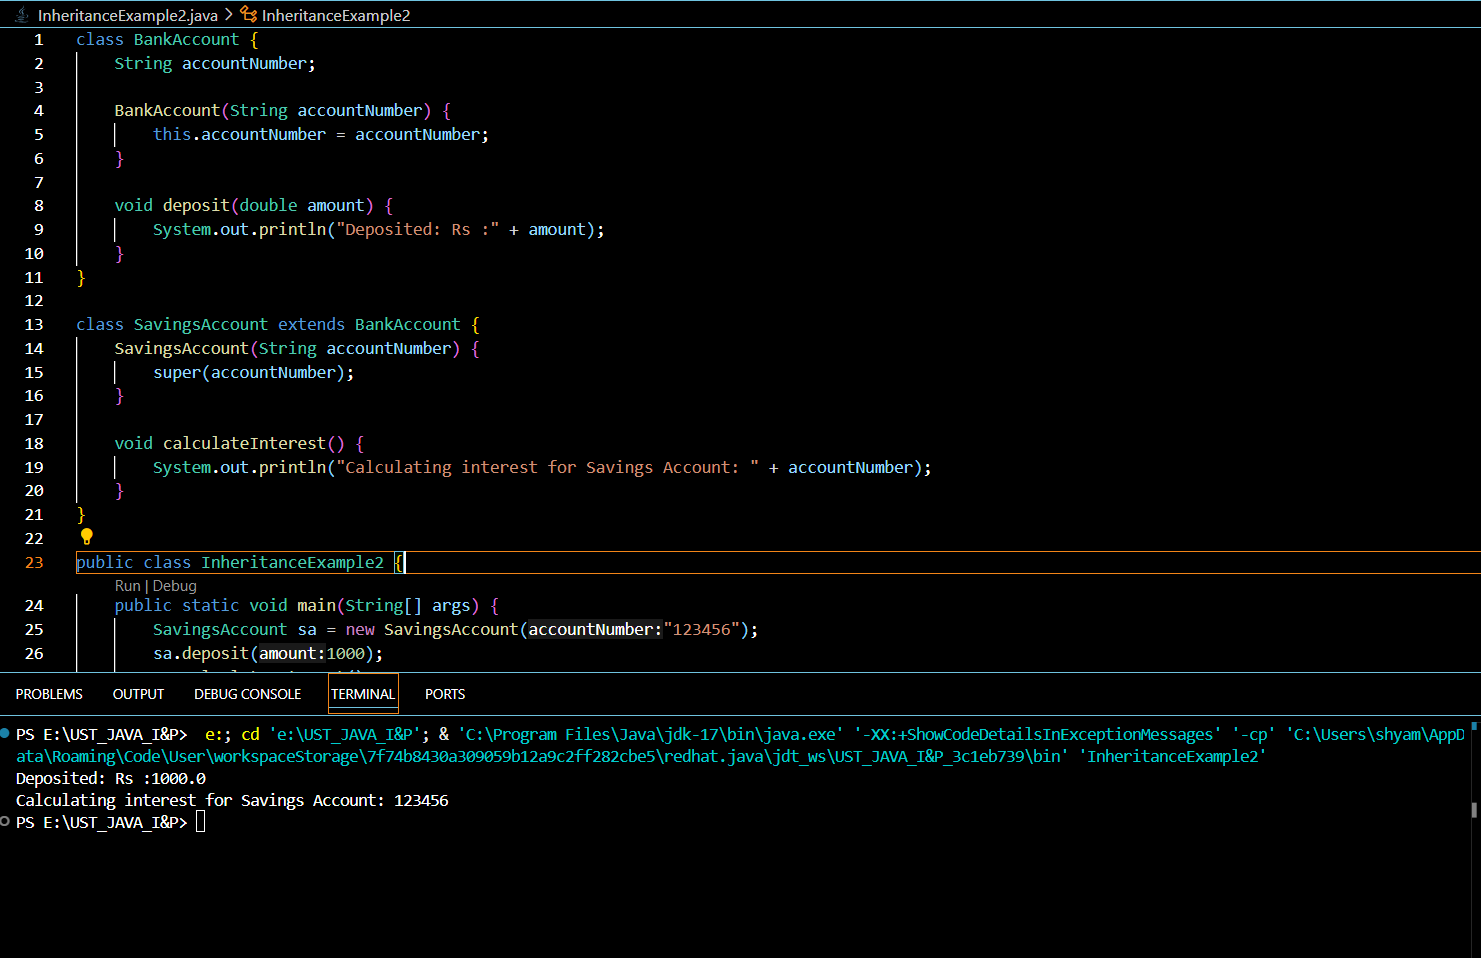 InheritanceExample2.java > InheritanceExample2
1 class BankAccount {
2 String accountNumber;
3
4 BankAccount(String accountNumber) {
5 this.accountNumber = accountNumber;
6 }
7
8 void deposit(double amount) {
9 System.out.println("Deposited: Rs :" + amount);
10 }
11 }
12
13 class SavingsAccount extends BankAccount {
14 SavingsAccount(String accountNumber) {
15 super(accountNumber);
16 }
17
18 void calculateInterest() {
19 System.out.println("Calculating interest for Savings Account: " + accountNumber);
20 }
21 }
22
23 public class InheritanceExample2 {
Run | Debug
24 public static void main(String[] args) {
25 SavingsAccount sa = new SavingsAccount(accountNumber:"123456");
26 sa.deposit(amount:1000);
PROBLEMS OUTPUT DEBUG CONSOLE TERMINAL PORTS
PS E:\UST_JAVA_I&P> e:; cd 'e:\UST_JAVA_I&P'; & 'C:\Program Files\Java\jdk-17\bin\java.exe' '-XX:+ShowCodeDetailsInExceptionMessages' '-cp' 'C:\Users\shyam\AppD
ata\Roaming\Code\User\workspaceStorage\7f74b8430a309059b12a9c2ff282cbe5\redhat.java\jdt_ws\UST_JAVA_I&P_3c1eb739\bin' 'InheritanceExample2'
Deposited: Rs :1000.0
Calculating interest for Savings Account: 123456
PS E:\UST_JAVA_I&P>